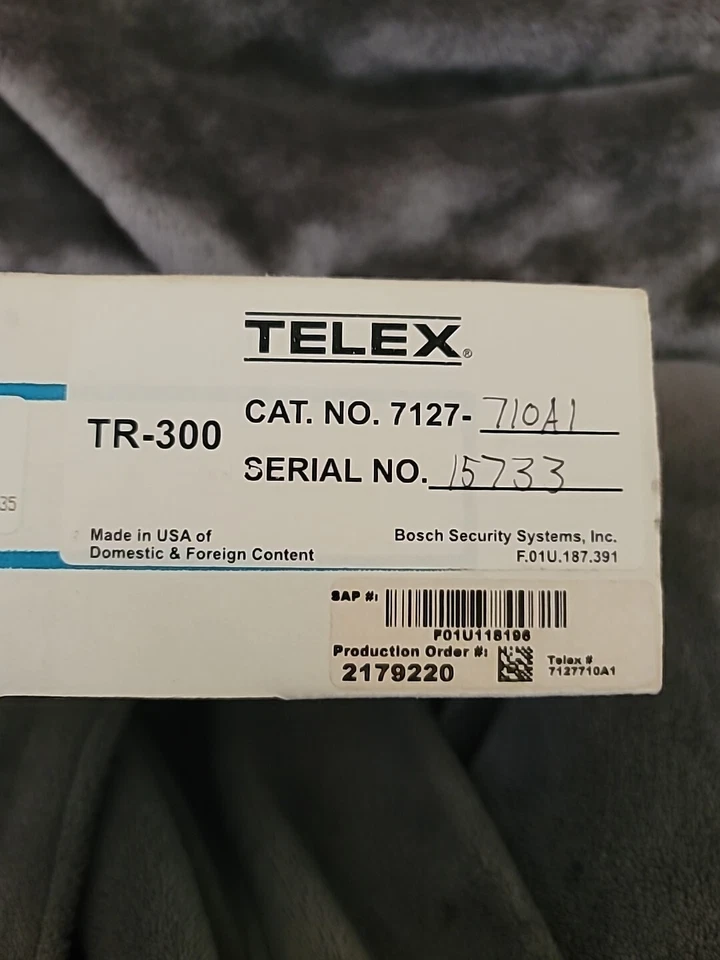 TELEX®
TR-300
CAT. NO. 7127- 710A1
SERIAL NO. 15733
35
Made in USA of
Domestic & Foreign Content
Bosch Security Systems, Inc.
F.01U.187.391
SAP #:
F01U118196
Production Order #:
2179220
Telex #
7127710A1